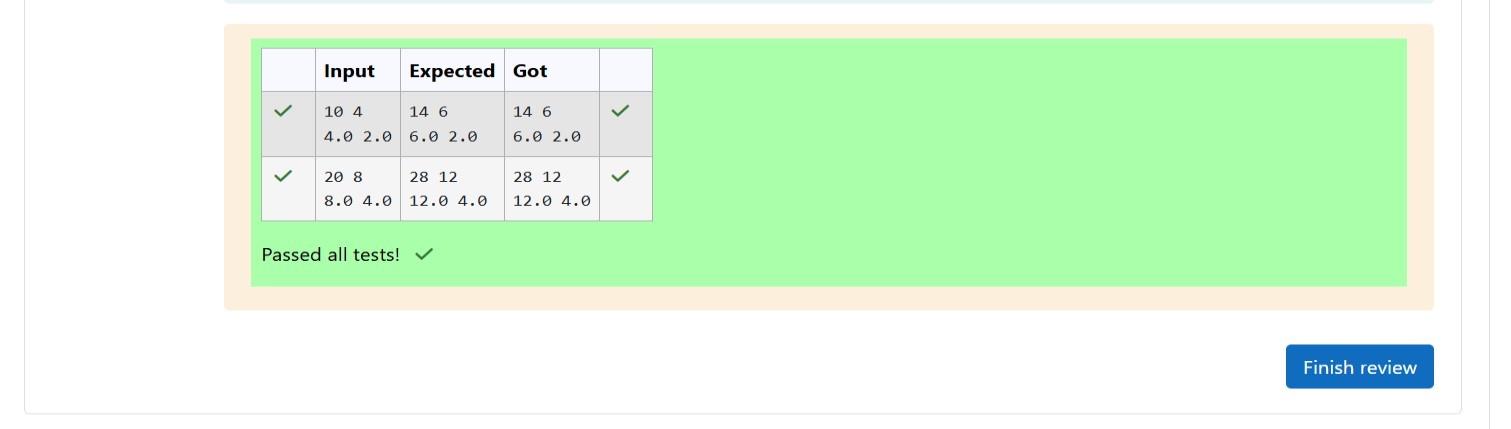 Input Expected Got
10 4 14 6 14 6
4.0 2.0 6.0 2.0 6.0 2.0
20 8 28 12 28 12
8.0 4.0 12.0 4.0 12.0 4.0
Passed all tests!
Finish review